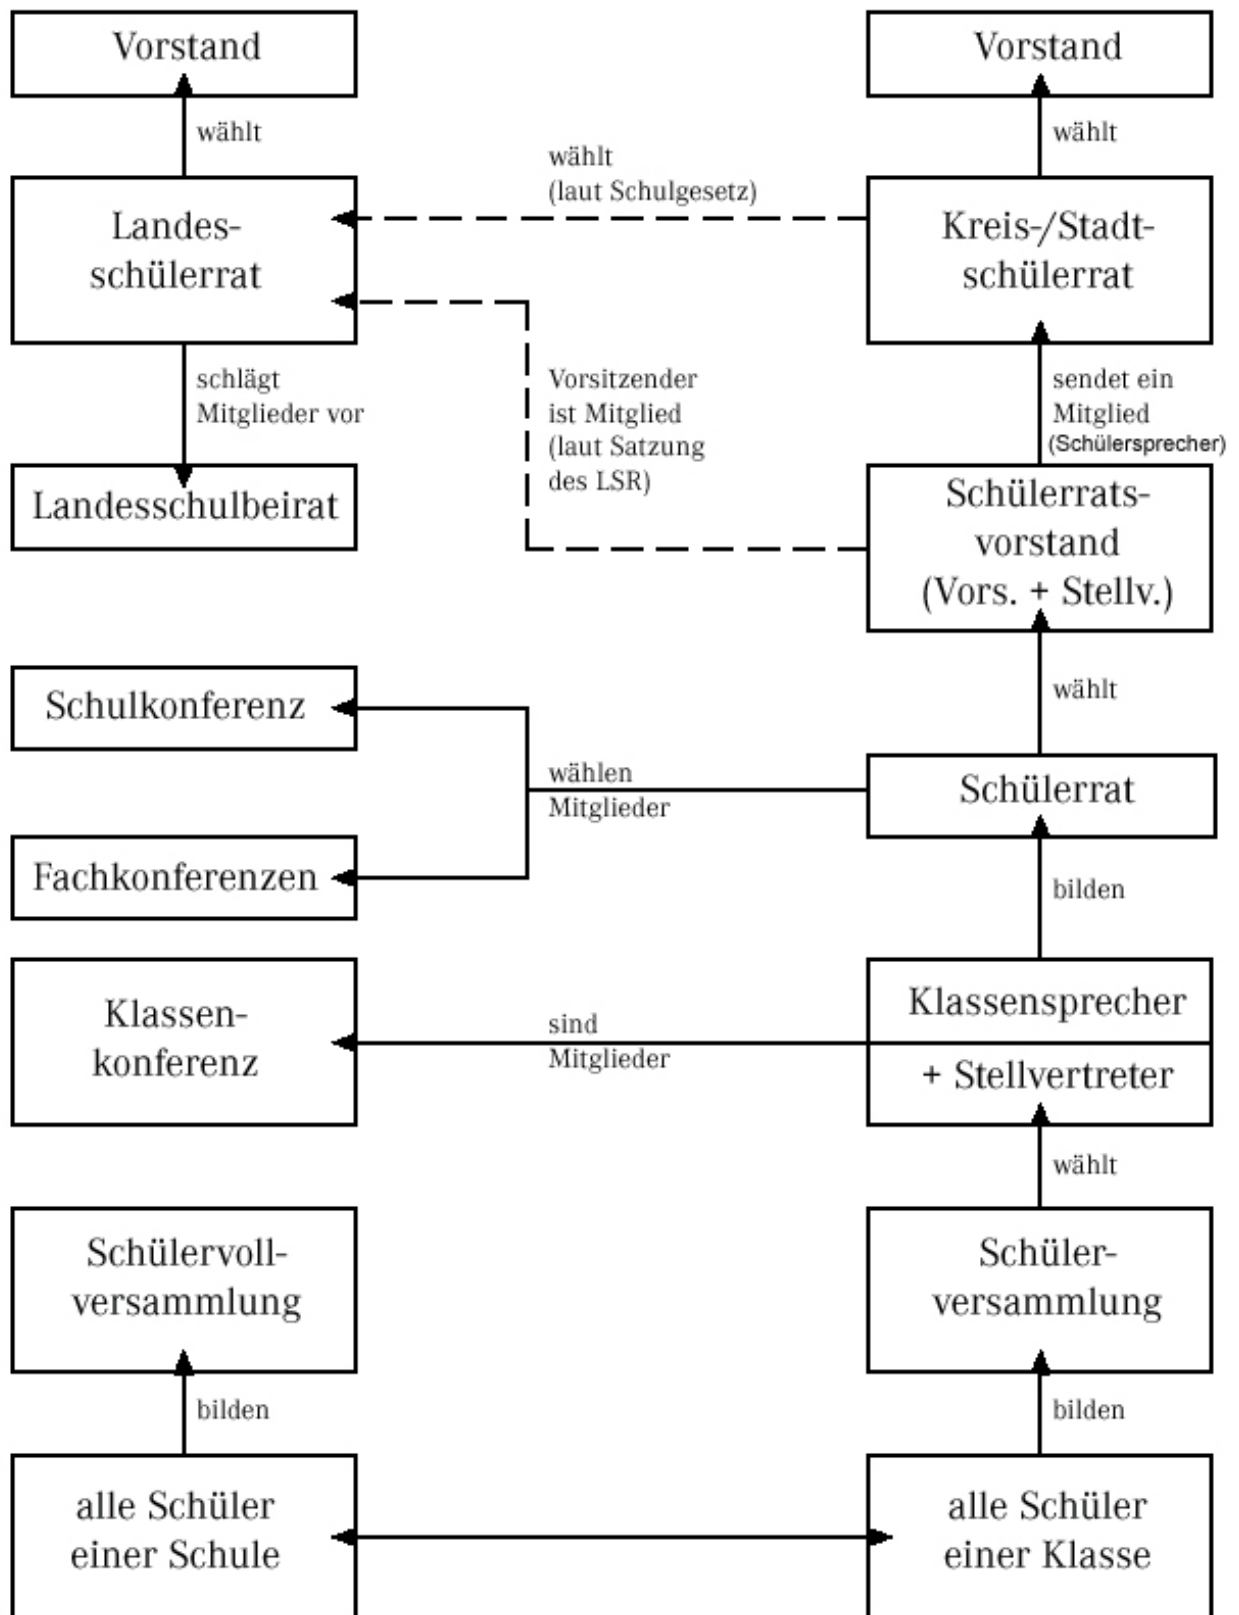 Vorstand
Vorstand
wählt
wählt
wählt
(laut Schulgesetz)
Landes-
schülerrat
Kreis-/Stadt-
schülerrat
schlägt
Mitglieder vor
Vorsitzender
ist Mitglied
(laut Satzung
des LSR)
sendet ein
Mitglied
(Schülersprecher)
Landesschulbeirat
Schülerrats-
vorstand
(Vors. + Stellv.)
wählt
Schulkonferenz
wählen
Mitglieder
Schülerrat
Fachkonferenzen
bilden
Klassen-
konferenz
sind
Mitglieder
Klassensprecher
+ Stellvertreter
wählt
Schülervoll-
versammlung
Schüler-
versammlung
bilden
bilden
alle Schüler
einer Schule
alle Schüler
einer Klasse